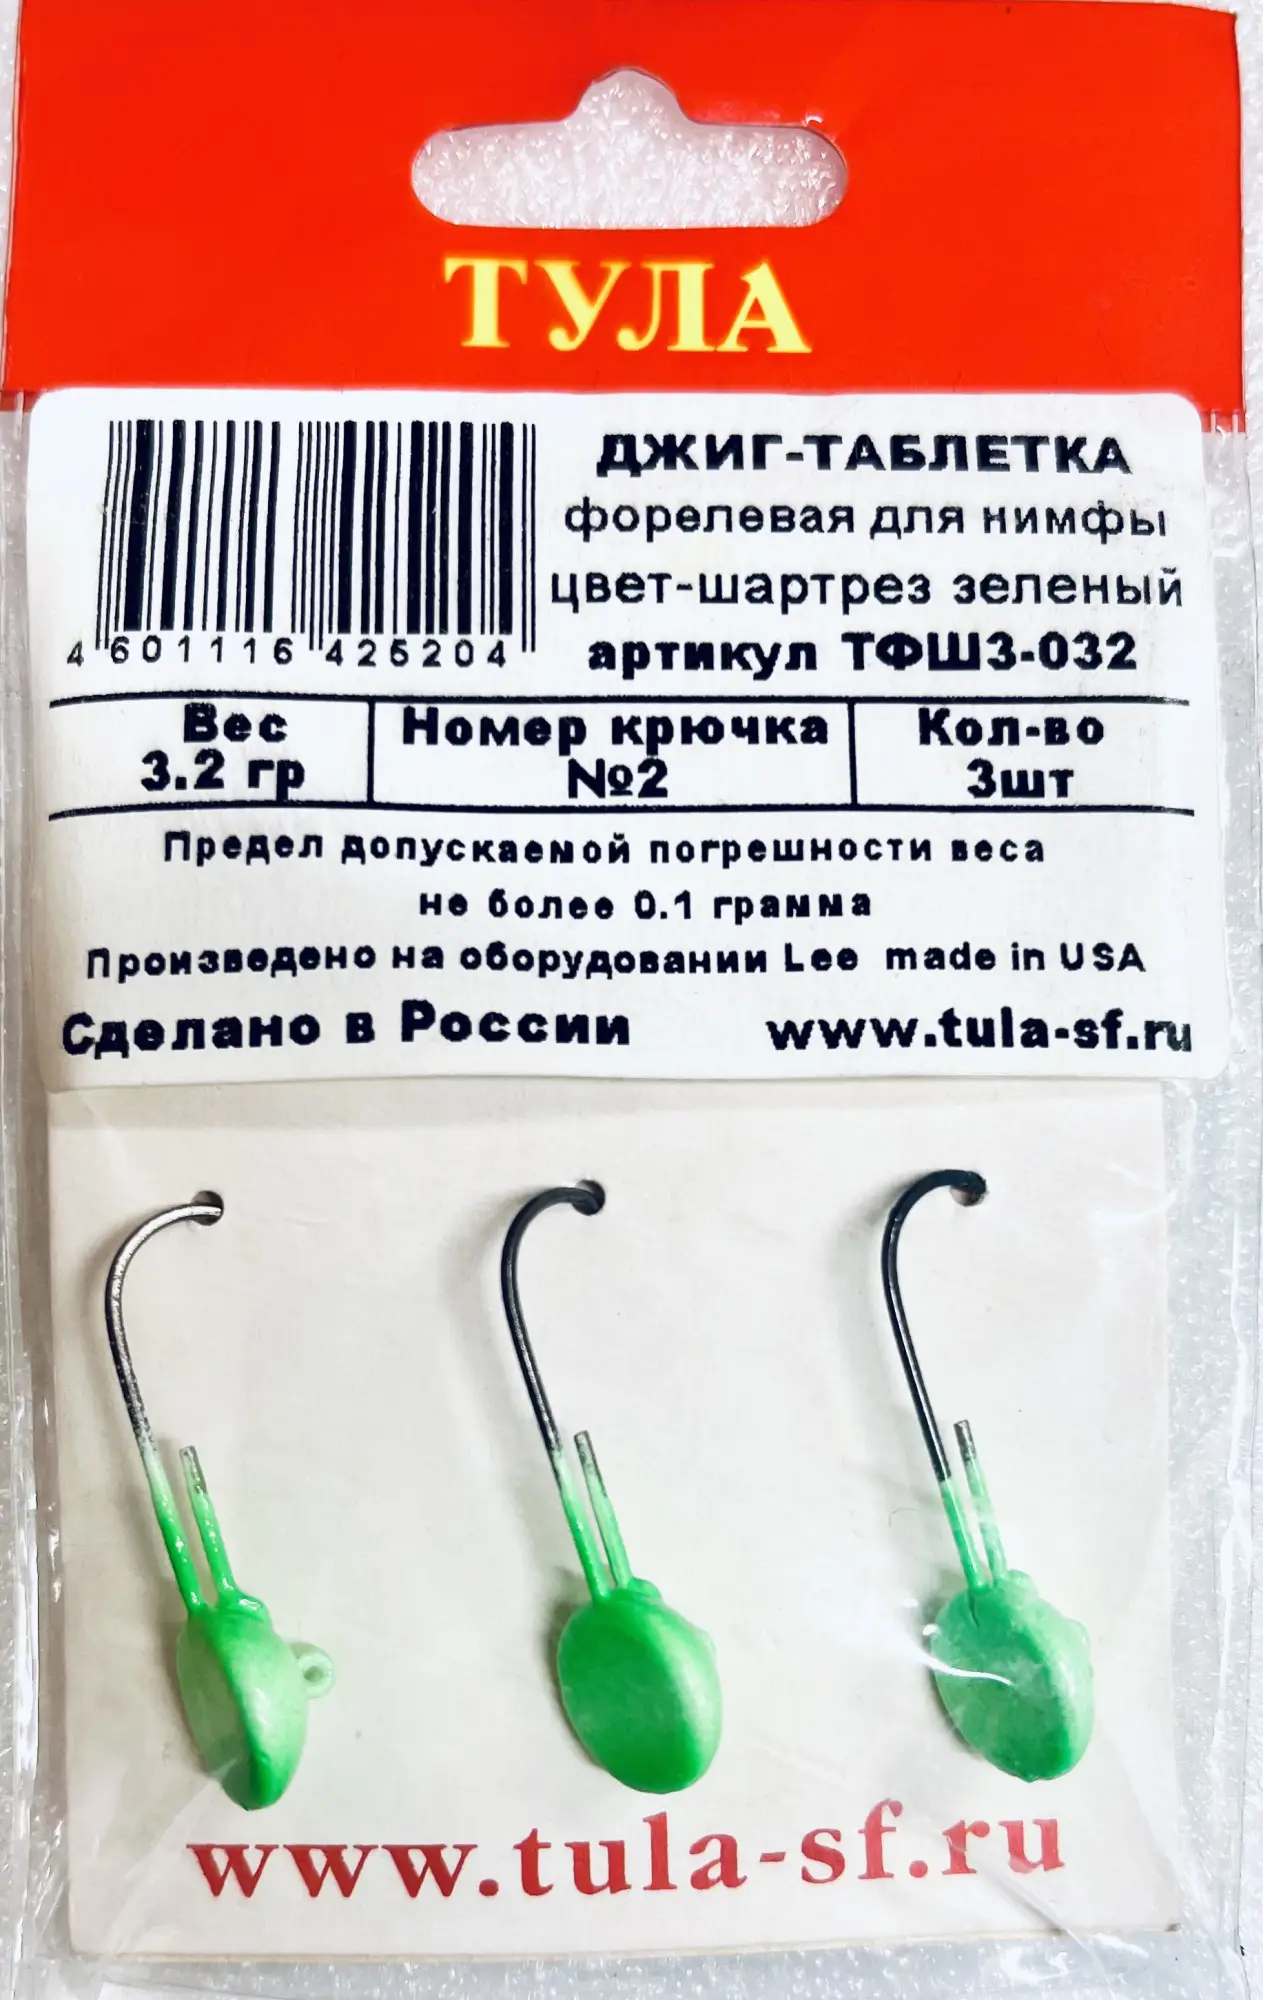 ТУЛА
ДЖИГ-ТАБЛЕТКА
форелевая для нимфы
цвет-шартрез зеленый
артикул ТФШ3-032
4 601116 426204
Вес Номер крючка Кол-во
3.2 гр №2 3шт
Предел допускаемой погрешности веса
не более 0.1 грамма
Произведено на оборудовании Lee made in USA
Сделано в России www.tula-sf.ru
www.tula-sf.ru